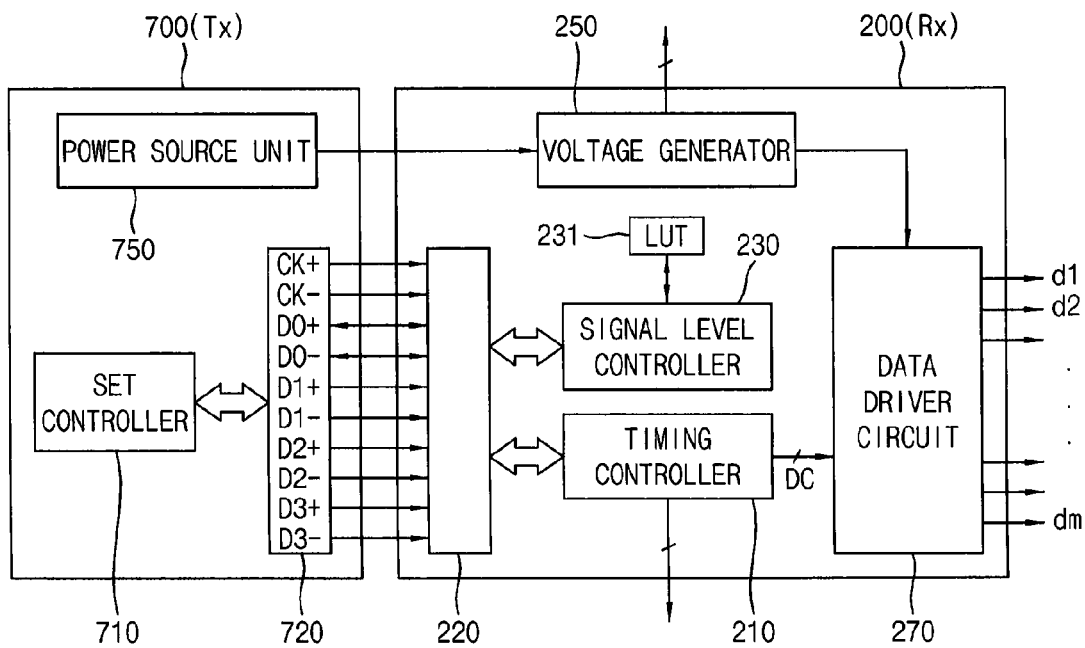 700(Tx)
250
200(Rx)
POWER SOURCE UNIT
VOLTAGE GENERATOR
750
231
LUT
230
CK+
CK-
D0+
D0-
D1+
D1-
D2+
D2-
D3+
D3-
SET
CONTROLLER
SIGNAL LEVEL
CONTROLLER
TIMING
CONTROLLER
DC
DATA
DRIVER
CIRCUIT
d1
d2
dm
710
720
220
210
270